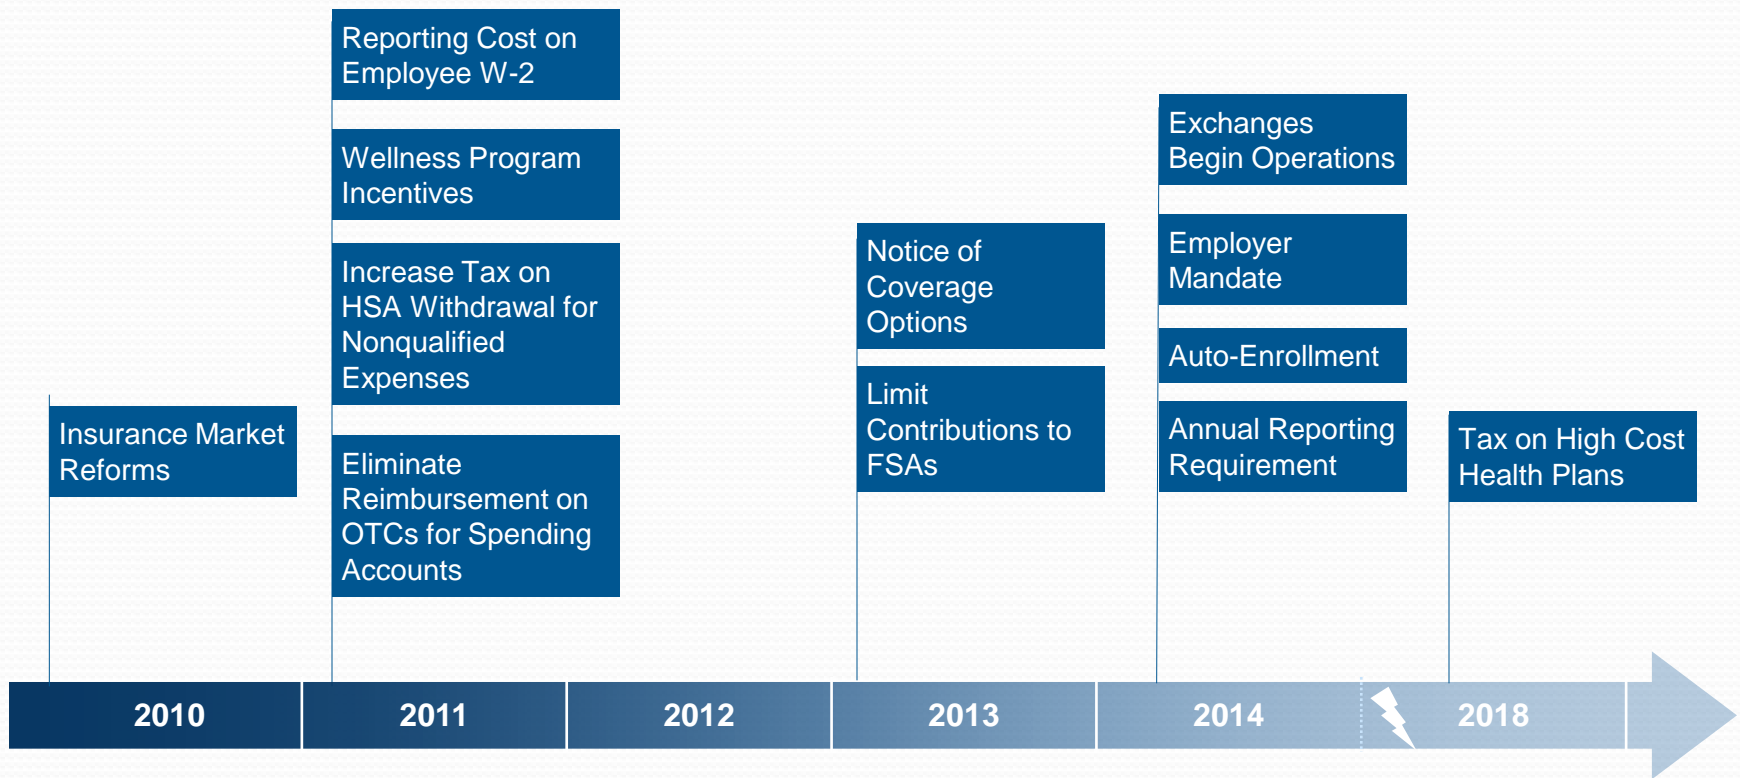 Insurance Market
Reforms
Reporting Cost on
Employee W-2
Wellness Program
Incentives
Increase Tax on
HSA Withdrawal for
Nonqualified
Expenses
Eliminate
Reimbursement on
OTCs for Spending
Accounts
Notice of
Coverage
Options
Limit
Contributions to
FSAs
Exchanges
Begin Operations
Employer
Mandate
Auto-Enrollment
Annual Reporting
Requirement
Tax on High Cost
Health Plans
2010
2011
2012
2013
2014
2018